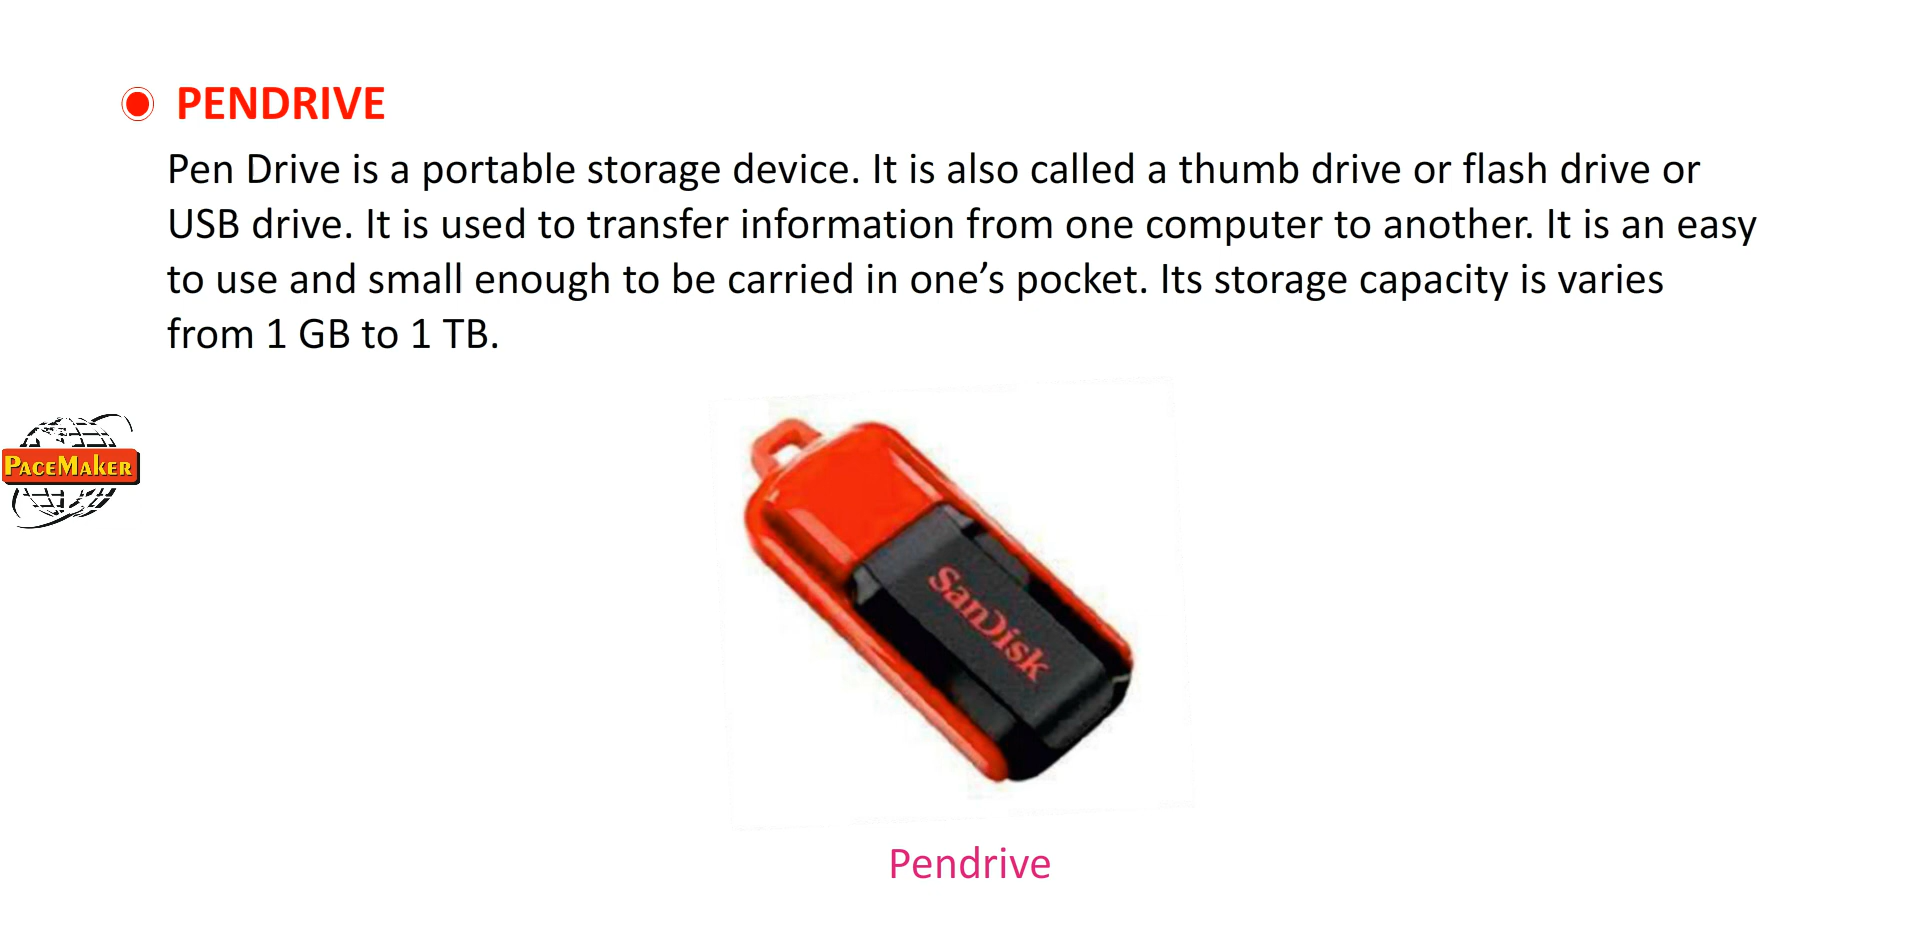 PENDRIVE
Pen Drive is a portable storage device. It is also called a thumb drive or flash drive or
USB drive. It is used to transfer information from one computer to another. It is an easy
to use and small enough to be carried in one’s pocket. Its storage capacity is varies
from 1 GB to 1 TB.
PACEMAKER
SanDisk
Pendrive